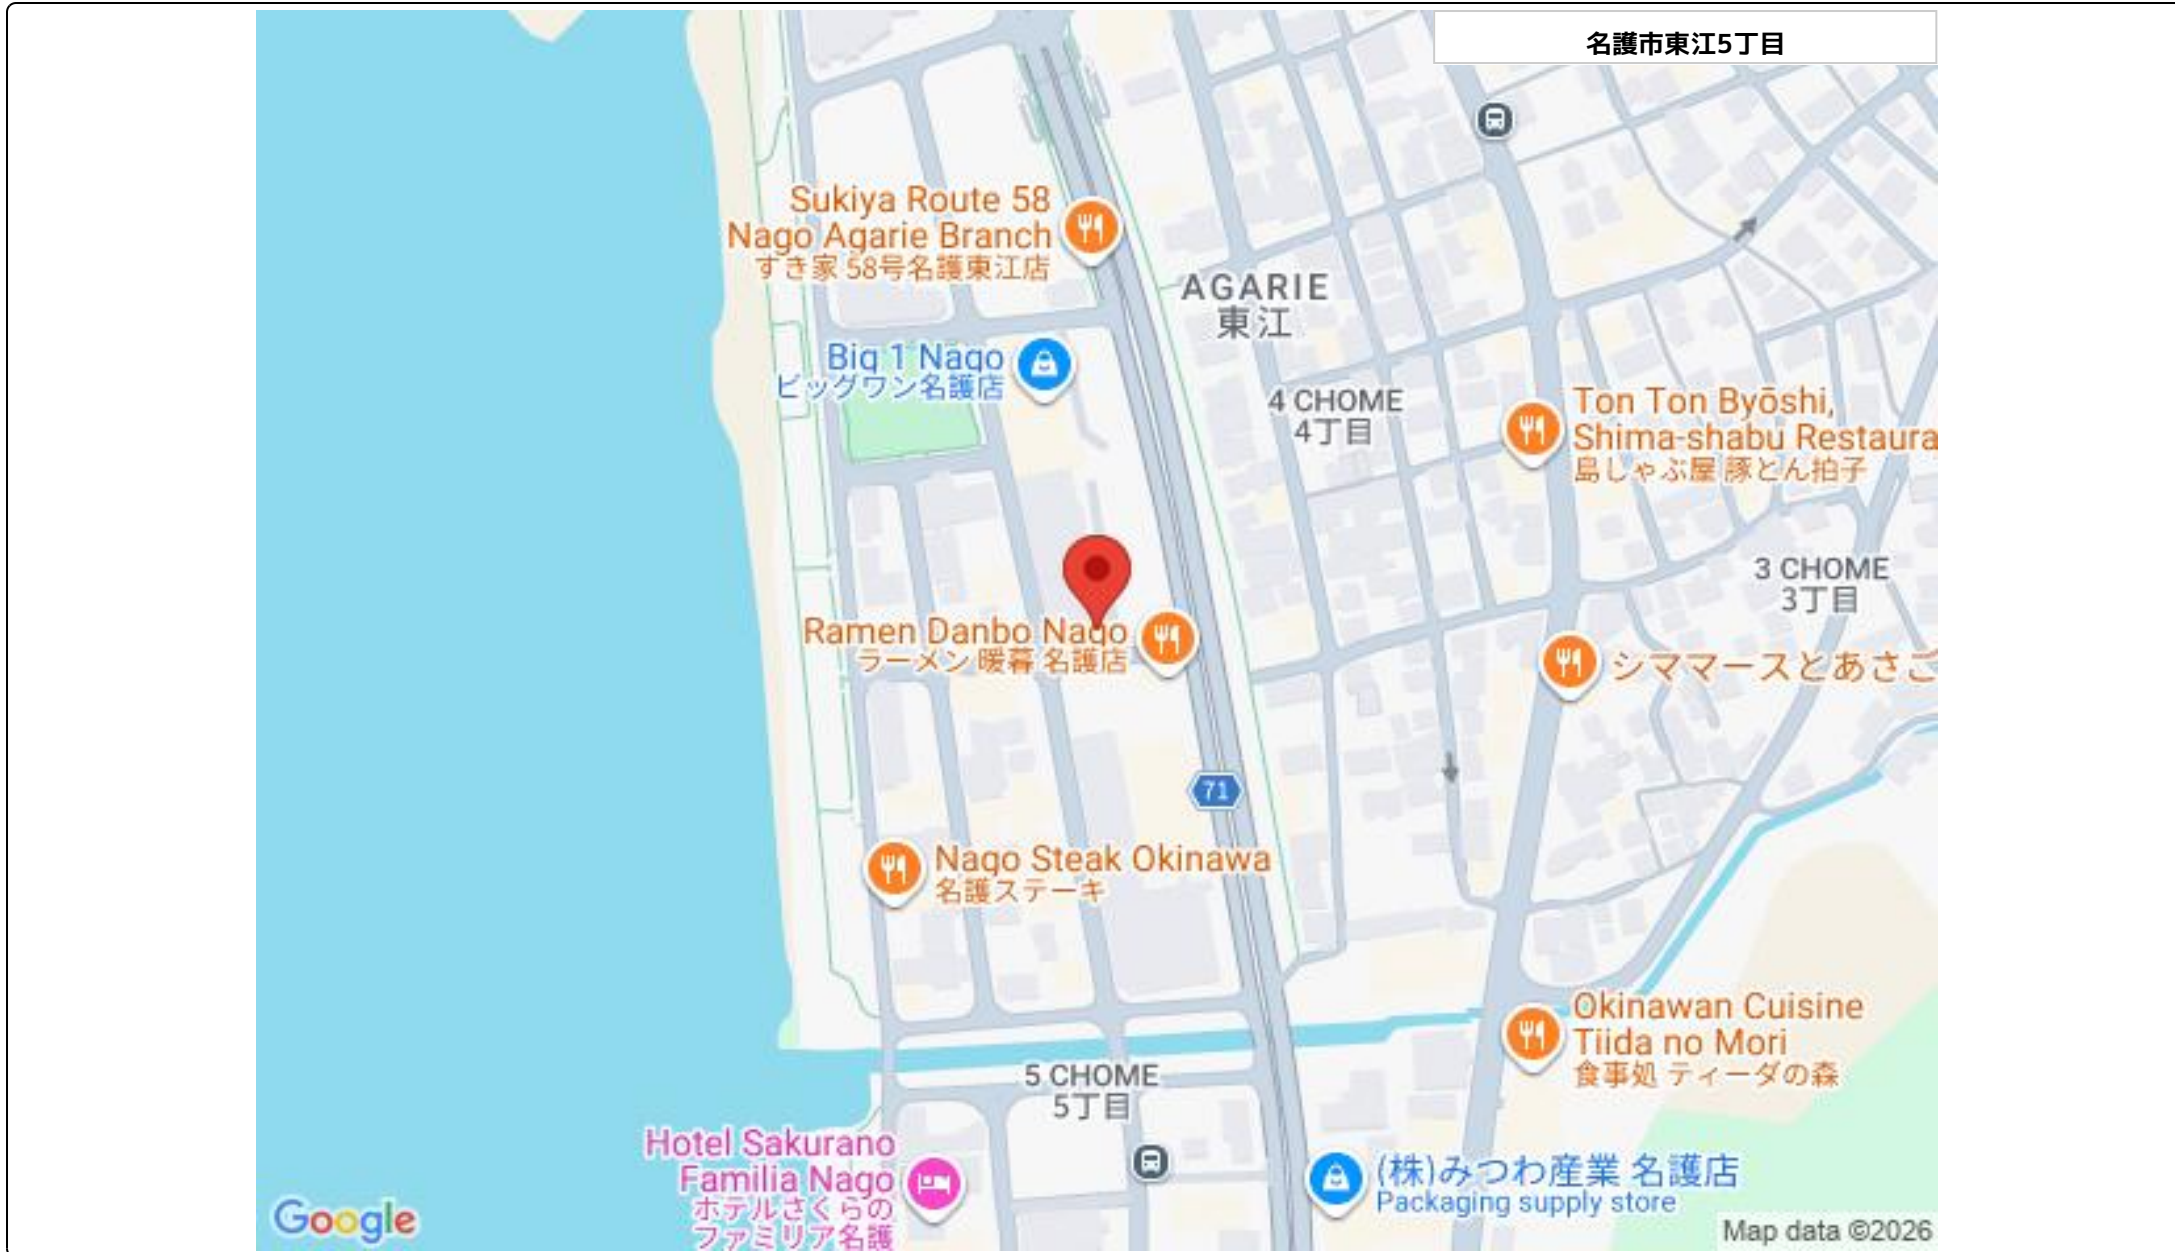 名護市東江5丁目
Sukiya Route 58
Nago Agarie Branch
すき家 58号名護東江店
AGARIE
東江
Big 1 Nago
ビッグワン名護店
4 CHOME
4丁目
Ton Ton Byōshi,
Shima-shabu Restaura
島しゃぶ屋 豚とん拍子
3 CHOME
3丁目
Ramen Danbo Nago
ラーメン 暖暮 名護店
シママースとあさご
71
Nago Steak Okinawa
名護ステーキ
Okinawan Cuisine
Tiida no Mori
食事処 ティーダの森
5 CHOME
5丁目
Hotel Sakurano
Familia Nago
ホテルさくらの
ファミリア名護
(株)みつわ産業 名護店
Packaging supply store
Google
Map data ©2026